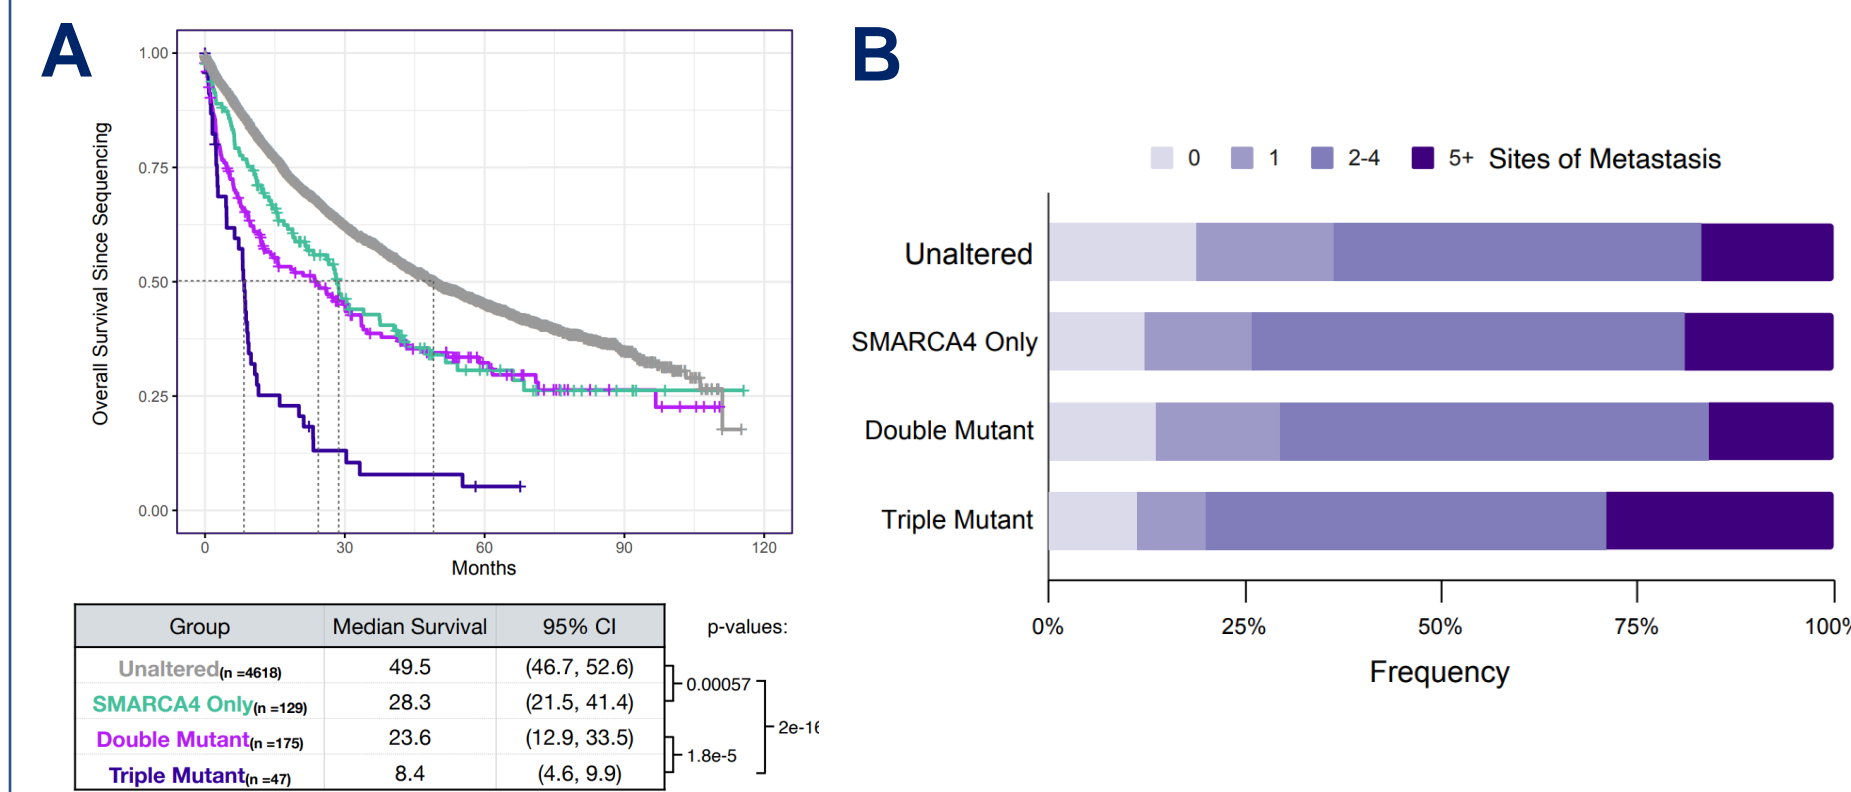 A
Overall Survival Since Sequencing
1.00
0.75
0.50
0.25
0.00
0 30 60 90 120
Months
Group Median Survival 95% CI p-values:
Unaltered(n =4618) 49.5 (46.7, 52.6)
SMARCA4 Only(n =129) 28.3 (21.5, 41.4)
Double Mutant(n =175) 23.6 (12.9, 33.5)
Triple Mutant(n =47) 8.4 (4.6, 9.9)
0.00057
2e-16
1.8e-5
B
0 1 2-4 5+ Sites of Metastasis
Unaltered
SMARCA4 Only
Double Mutant
Triple Mutant
0% 25% 50% 75% 100%
Frequency